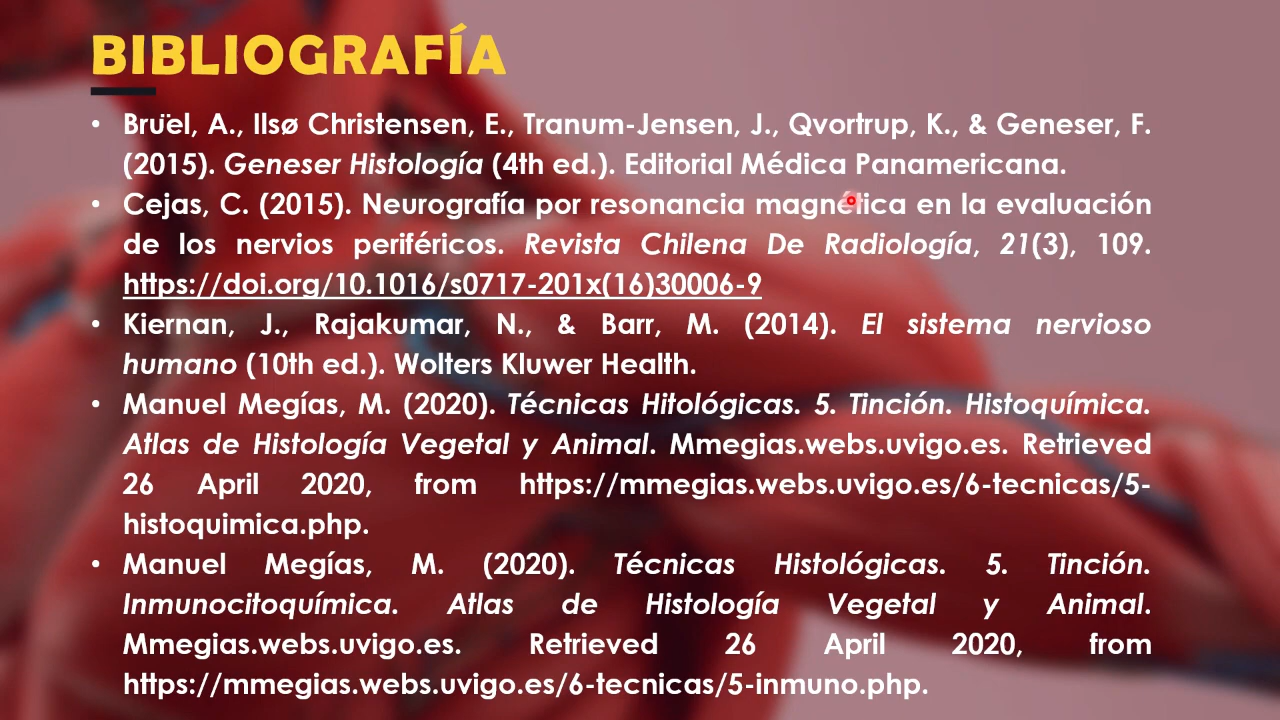 BIBLIOGRAFÍA
• Brüel, A., Ilsø Christensen, E., Tranum-Jensen, J., Qvortrup, K., & Geneser, F.
(2015). Geneser Histología (4th ed.). Editorial Médica Panamericana.
• Cejas, C. (2015). Neurografía por resonancia magnética en la evaluación
de los nervios periféricos. Revista Chilena De Radiología, 21(3), 109.
https://doi.org/10.1016/s0717-201x(16)30006-9
• Kiernan, J., Rajakumar, N., & Barr, M. (2014). El sistema nervioso
humano (10th ed.). Wolters Kluwer Health.
• Manuel Megías, M. (2020). Técnicas Hitológicas. 5. Tinción. Histoquímica.
Atlas de Histología Vegetal y Animal. Mmegias.webs.uvigo.es. Retrieved
26 April 2020, from https://mmegias.webs.uvigo.es/6-tecnicas/5-
histoquimica.php.
• Manuel Megías, M. (2020). Técnicas Histológicas. 5. Tinción.
Inmunocitoquímica. Atlas de Histología Vegetal y Animal.
Mmegias.webs.uvigo.es. Retrieved 26 April 2020, from
https://mmegias.webs.uvigo.es/6-tecnicas/5-inmuno.php.